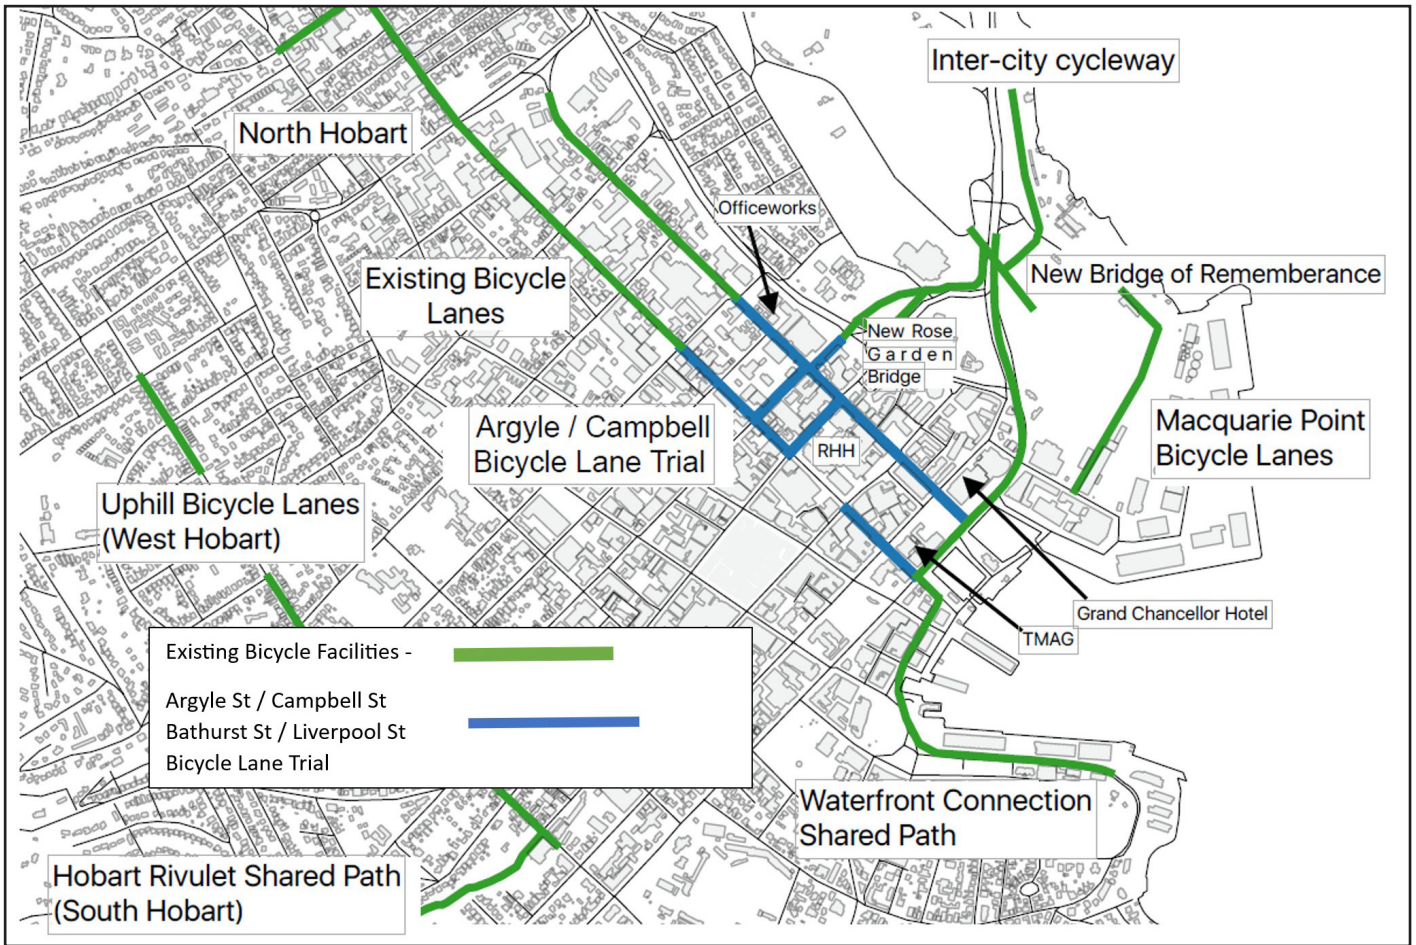 Inter-city cycleway
North Hobart
Officeworks
Existing Bicycle
Lanes
New Bridge of Rememberance
New Rose
Garden
Bridge
Argyle / Campbell
Bicycle Lane Trial
RHH
Macquarie Point
Bicycle Lanes
Uphill Bicycle Lanes
(West Hobart)
Grand Chancellor Hotel
TMAG
Existing Bicycle Facilities -
Argyle St / Campbell St
Bathurst St / Liverpool St
Bicycle Lane Trial
Waterfront Connection
Shared Path
Hobart Rivulet Shared Path
(South Hobart)